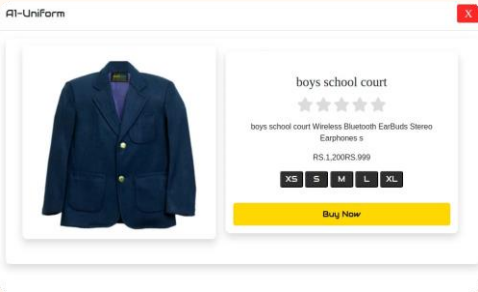 A1-Uniform
X
boys school court
boys school court Wireless Bluetooth EarBuds Stereo
Earphones s
RS.1,200RS.999
XS S M L XL
Buy Now